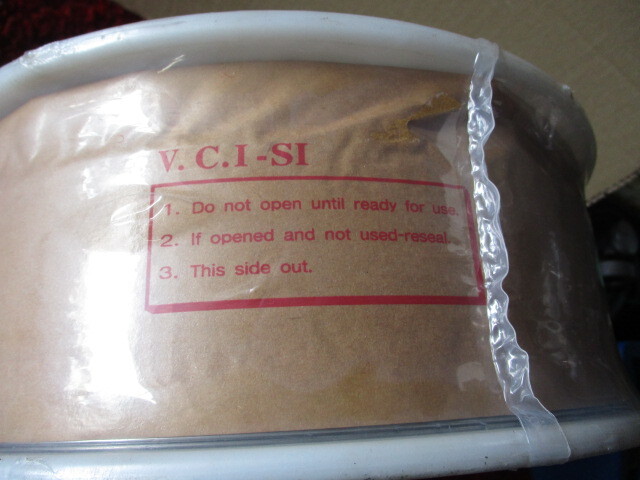 V.C.I-SI
1. Do not open until ready for use.
2. If opened and not used-reseal.
3. This side out.